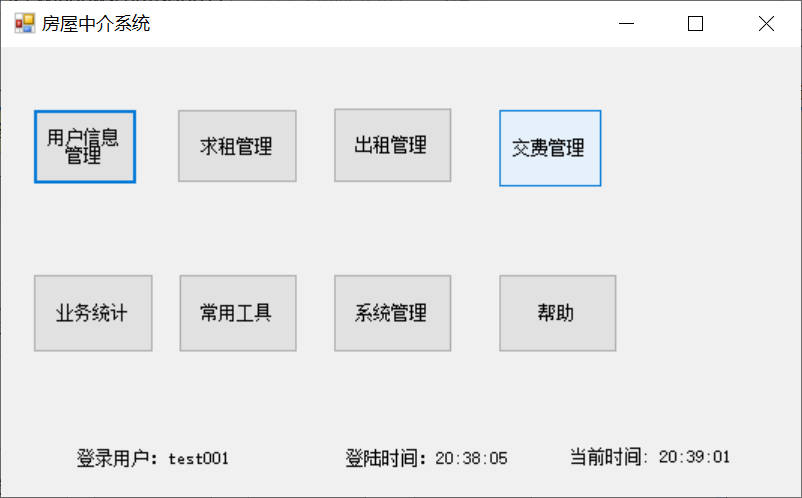 房屋中介系统
用户信息
管理
求租管理
出租管理
交费管理
业务统计
常用工具
系统管理
帮助
登录用户：test001
登陆时间：20:38:05
当前时间: 20:39:01